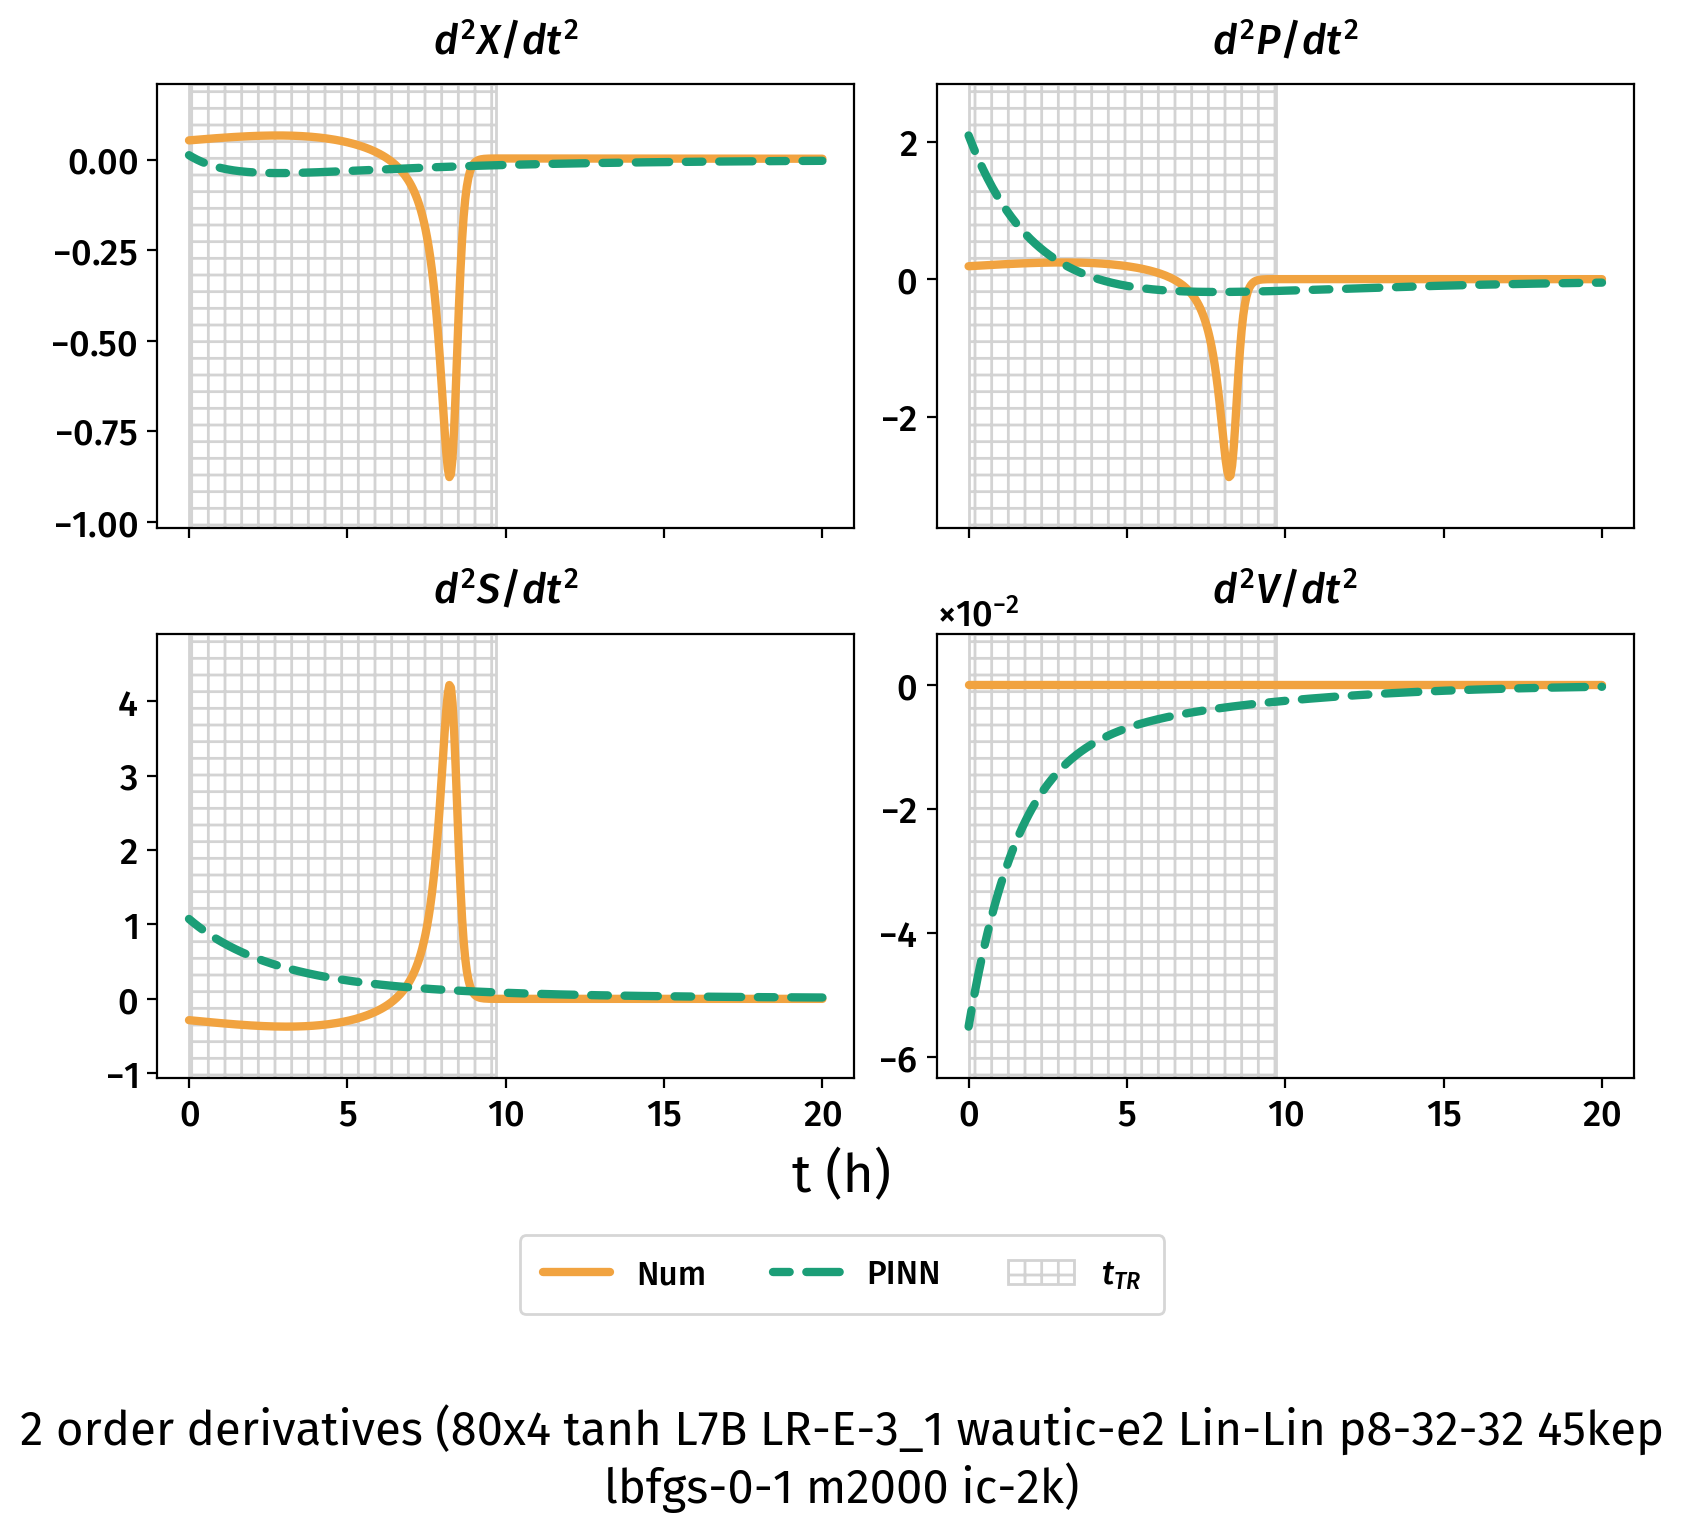 d²X/dt²
0.00
−0.25
−0.50
−0.75
−1.00
d²P/dt²
2
0
−2
d²S/dt²
4
3
2
1
0
−1
0 5 10 15 20
d²V/dt²
×10⁻²
0
−2
−4
−6
0 5 10 15 20
t (h)
Num PINN t_TR
2 order derivatives (80x4 tanh L7B LR-E-3_1 wautic-e2 Lin-Lin p8-32-32 45kep
lbfgs-0-1 m2000 ic-2k)